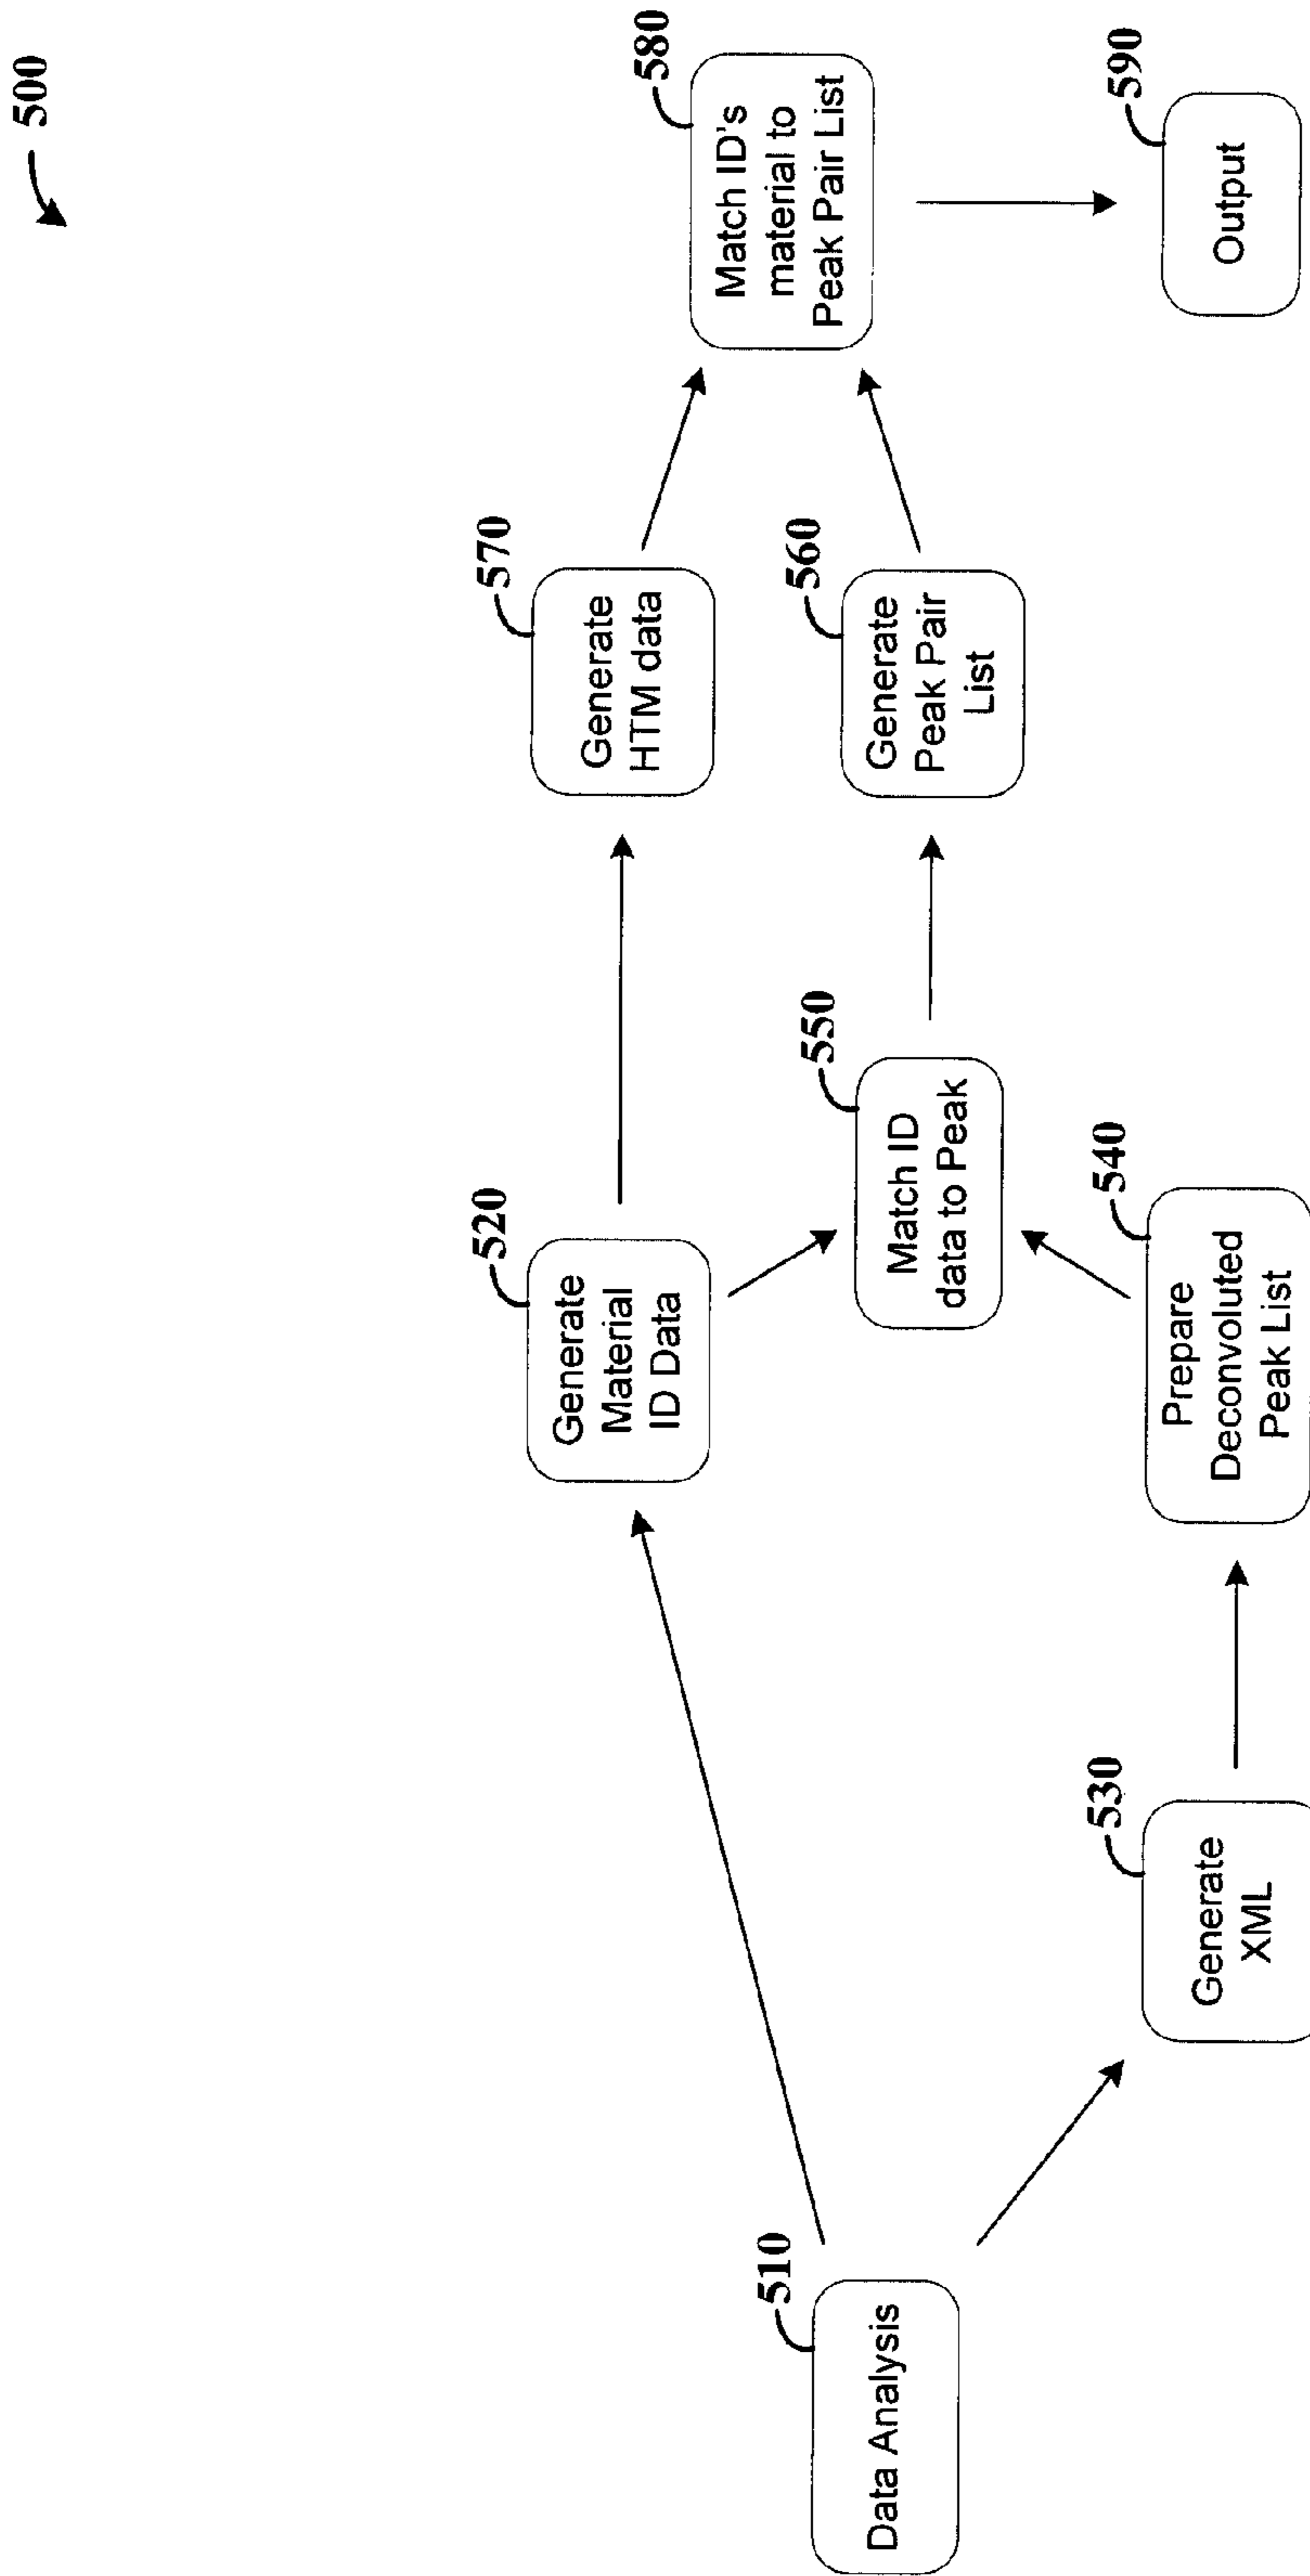 500
510
Data Analysis
520
Generate
Material
ID Data
530
Generate
XML
540
Prepare
Deconvoluted
Peak List
550
Match ID
data to Peak
560
Generate
Peak Pair
List
570
Generate
HTM data
580
Match ID's
material to
Peak Pair List
590
Output